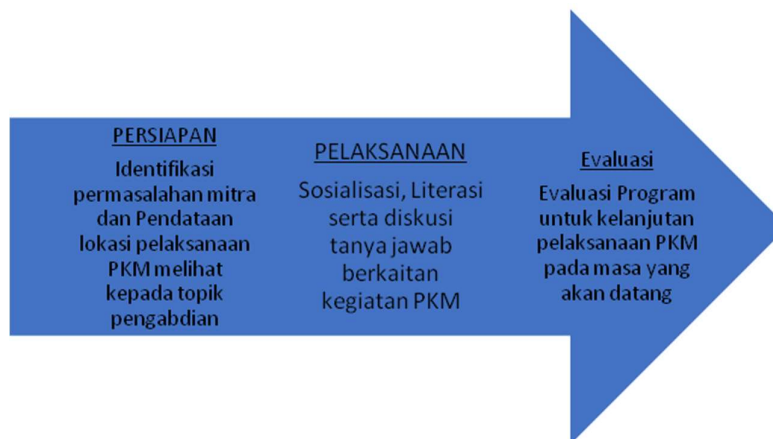 PERSIAPAN
Identifikasi
permasalahan mitra
dan Pendataan
lokasi pelaksanaan
PKM melihat
kepada topik
pengabdian
PELAKSANAAN
Sosialisasi, Literasi
serta diskusi
tanya jawab
berkaitan
kegiatan PKM
Evaluasi
Evaluasi Program
untuk kelanjutan
pelaksanaan PKM
pada masa yang
akan datang